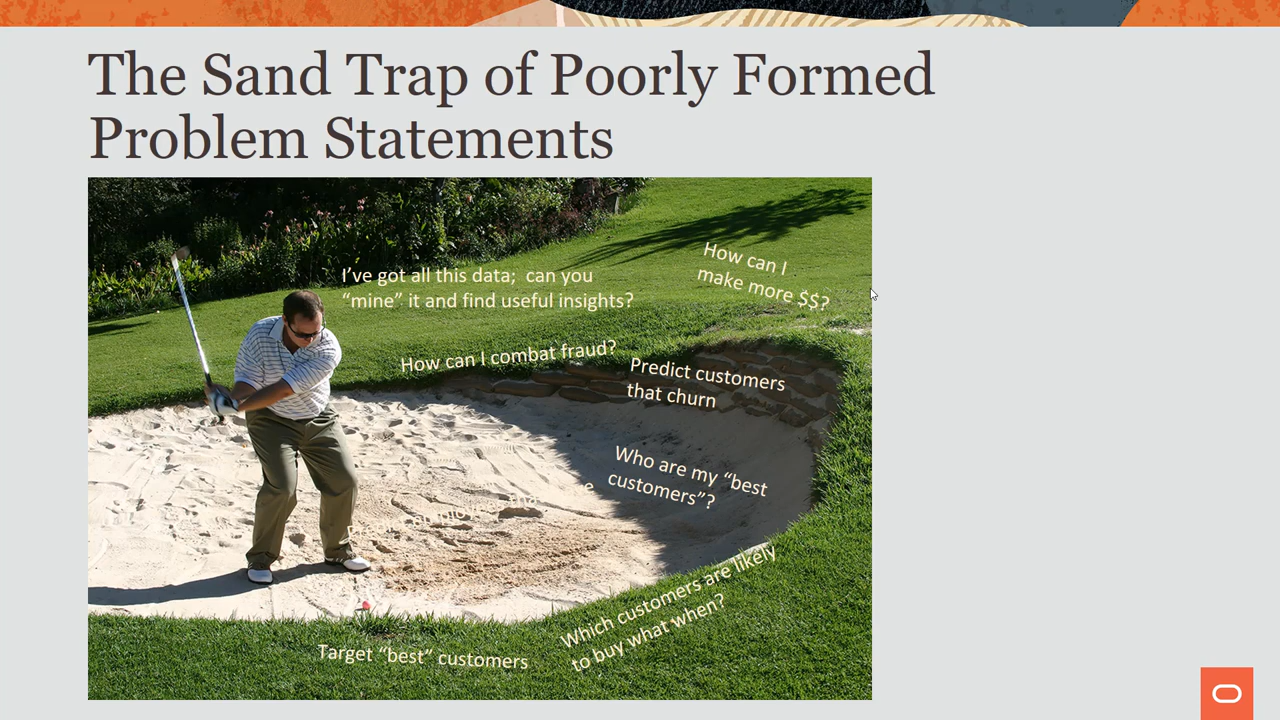 The Sand Trap of Poorly Formed
Problem Statements
How can I
make more $$?
I've got all this data;  can you
“mine” it and find useful insights?
How can I combat fraud?
Predict customers
that churn
Who are my “best
customers”?
Which customers are likely
to buy what when?
Target “best” customers